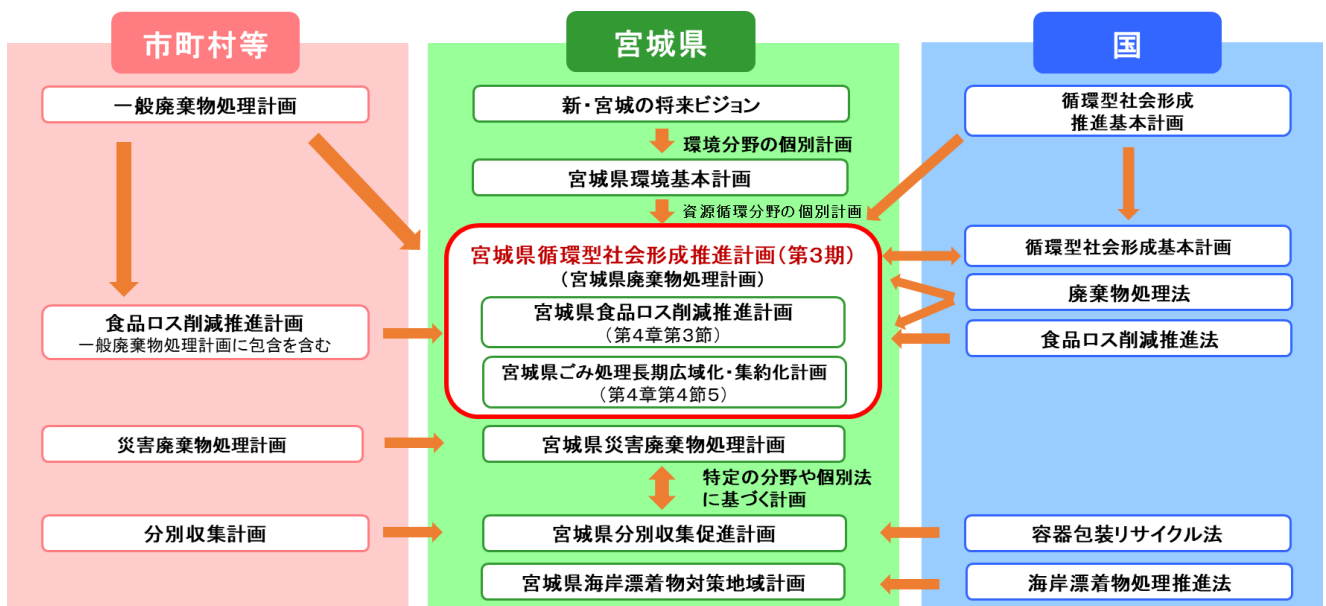 市町村等
一般廃棄物処理計画
食品ロス削減推進計画
一般廃棄物処理計画に包含を含む
災害廃棄物処理計画
分別収集計画
宮城県
新・宮城の将来ビジョン
環境分野の個別計画
宮城県環境基本計画
資源循環分野の個別計画
宮城県循環型社会形成推進計画(第3期)
(宮城県廃棄物処理計画)
宮城県食品ロス削減推進計画
(第4章第3節)
宮城県ごみ処理長期広域化・集約化計画
(第4章第4節5)
宮城県災害廃棄物処理計画
特定の分野や個別法
に基づく計画
宮城県分別収集促進計画
宮城県海岸漂着物対策地域計画
国
循環型社会形成
推進基本計画
循環型社会形成基本計画
廃棄物処理法
食品ロス削減推進法
容器包装リサイクル法
海岸漂着物処理推進法